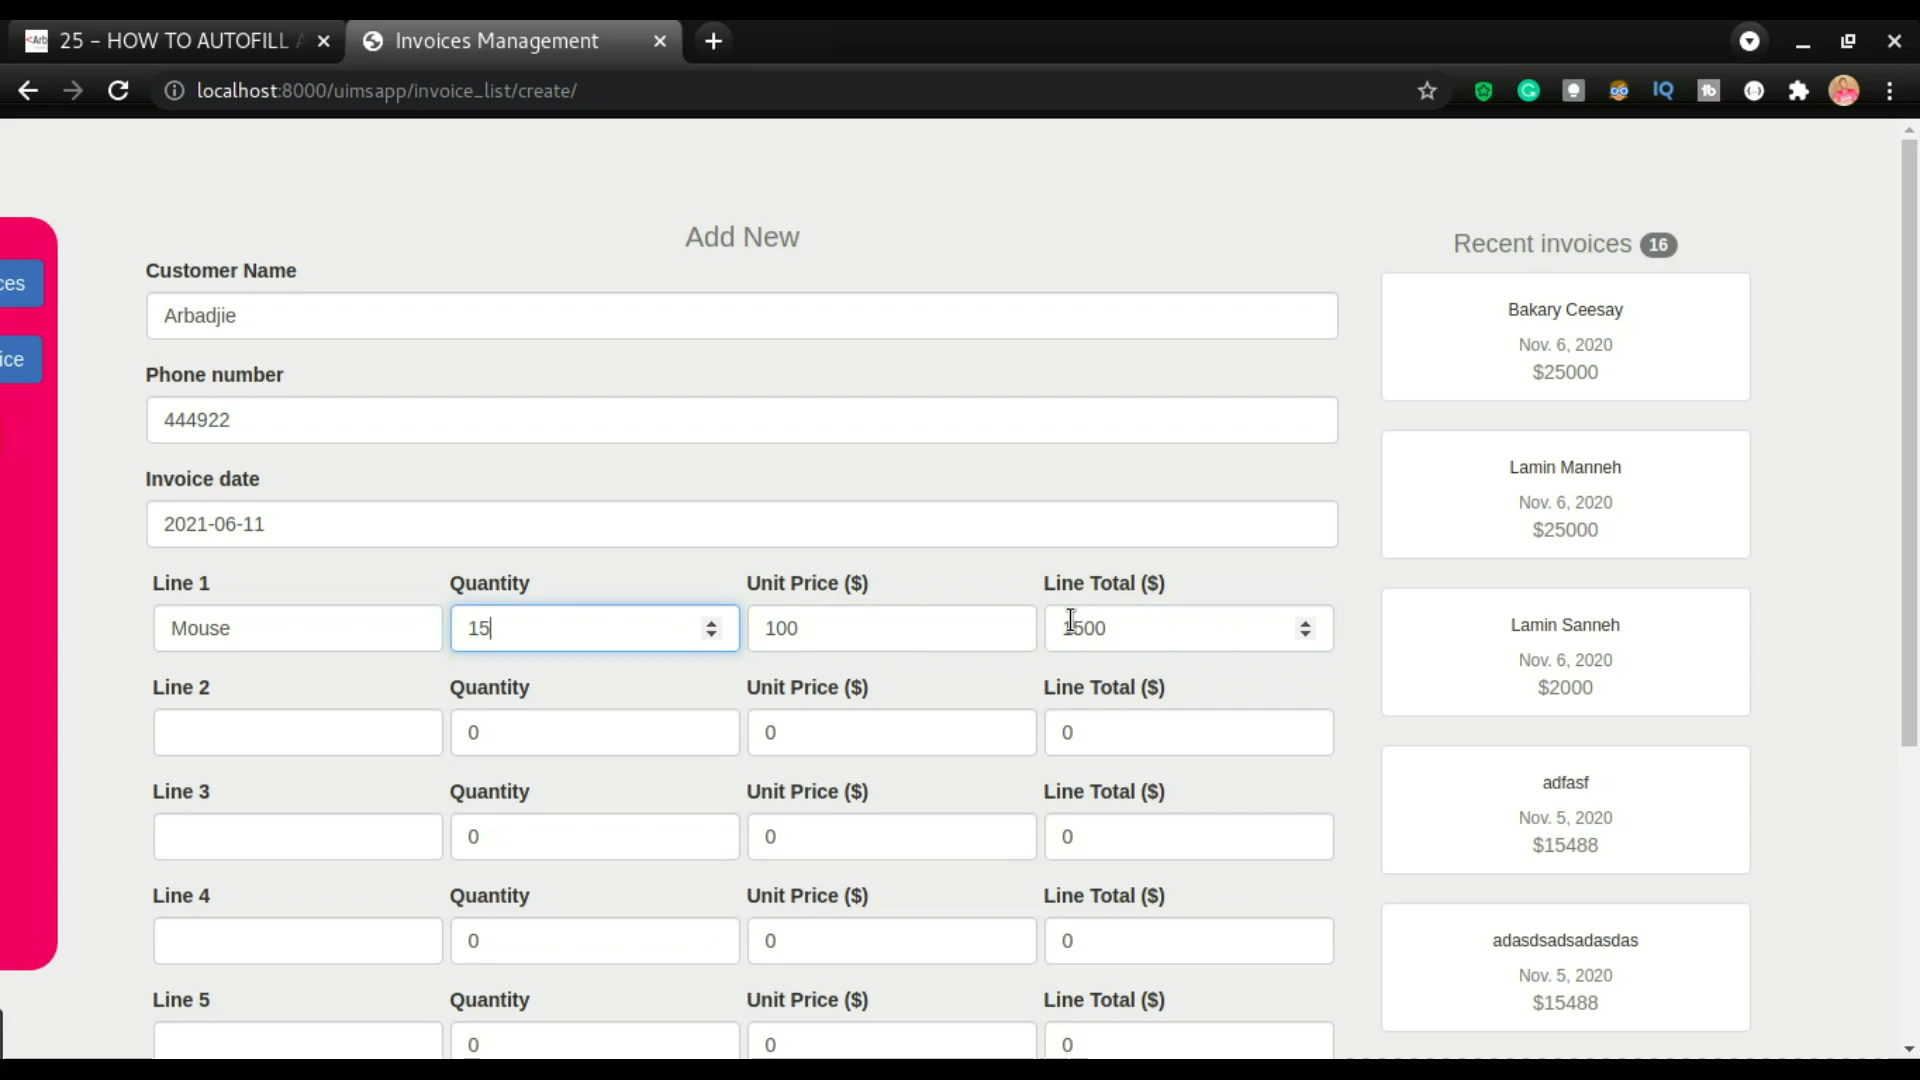 25 – HOW TO AUTOFILL
Invoices Management
localhost:8000/uimsapp/invoice_list/create/
ces
ice
Add New
Customer Name
Arbadjie
Phone number
444922
Invoice date
2021-06-11
Line 1 Quantity Unit Price ($) Line Total ($)
Mouse 15 100 1500
Line 2 Quantity Unit Price ($) Line Total ($)
0 0 0
Line 3 Quantity Unit Price ($) Line Total ($)
0 0 0
Line 4 Quantity Unit Price ($) Line Total ($)
0 0 0
Line 5 Quantity Unit Price ($) Line Total ($)
0 0 0
Recent invoices 16
Bakary Ceesay
Nov. 6, 2020
$25000
Lamin Manneh
Nov. 6, 2020
$25000
Lamin Sanneh
Nov. 6, 2020
$2000
adfasf
Nov. 5, 2020
$15488
adasdsadsadasdas
Nov. 5, 2020
$15488